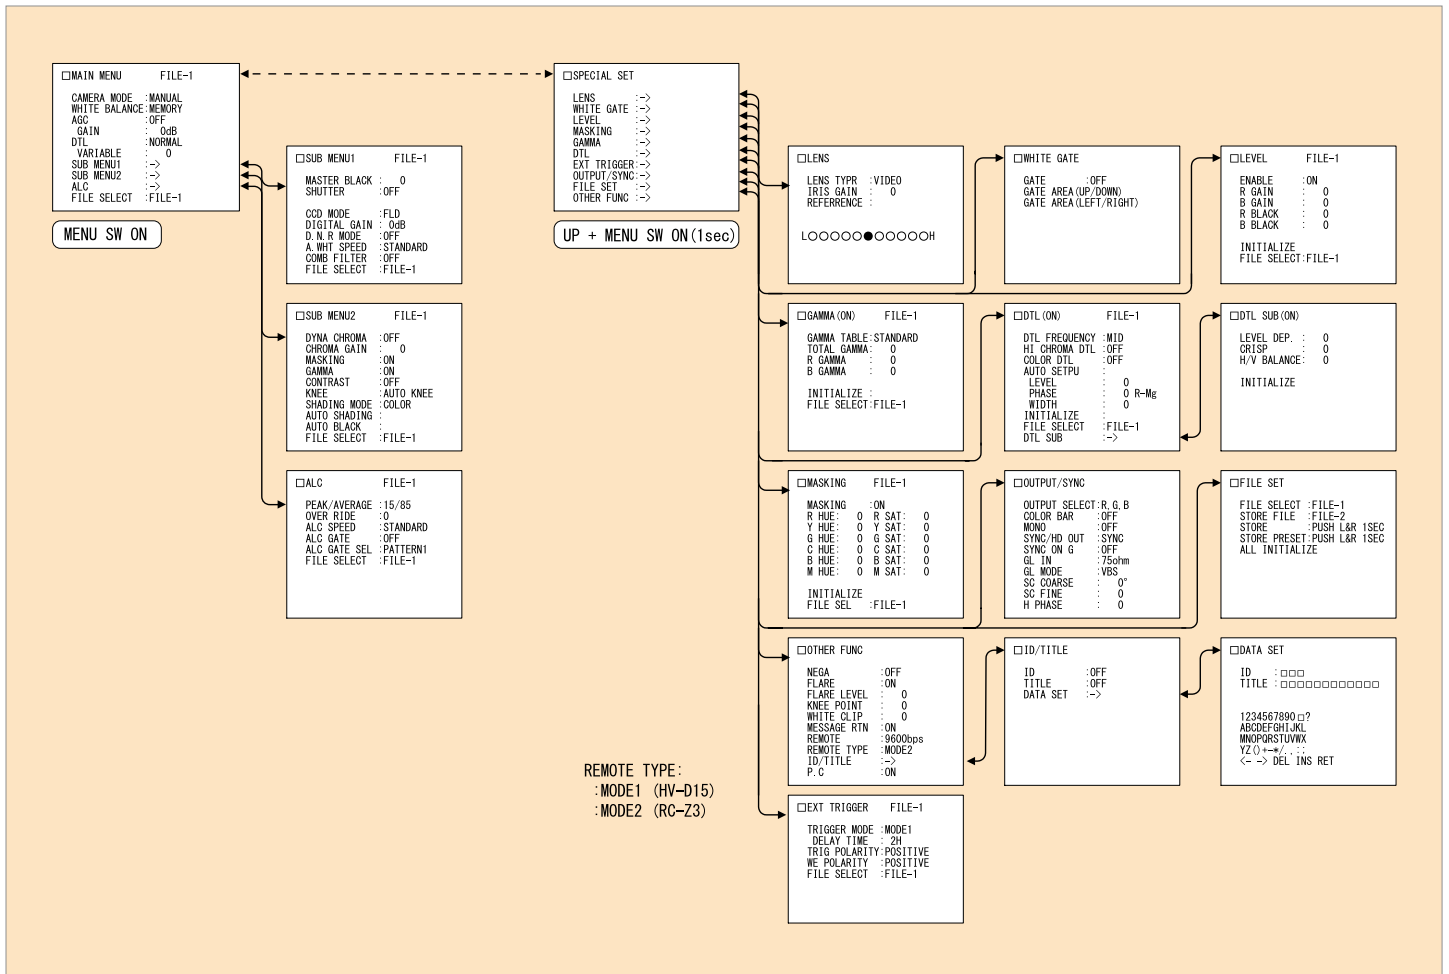 □MAIN MENU FILE-1
CAMERA MODE :MANUAL
WHITE BALANCE:MEMORY
AGC :OFF
GAIN : 0dB
DTL :NORMAL
VARIABLE : 0
SUB MENU1 :->
SUB MENU2 :->
ALC :->
FILE SELECT :FILE-1
MENU SW ON
□SUB MENU1 FILE-1
MASTER BLACK : 0
SHUTTER :OFF
CCD MODE :FLD
DIGITAL GAIN : 0dB
D.N.R MODE :OFF
A.WHT SPEED :STANDARD
COMB FILTER :OFF
FILE SELECT :FILE-1
□SUB MENU2 FILE-1
DYNA CHROMA :OFF
CHROMA GAIN : 0
MASKING :ON
GAMMA :ON
CONTRAST :OFF
KNEE :AUTO KNEE
SHADING MODE :COLOR
AUTO SHADING :
AUTO BLACK :
FILE SELECT :FILE-1
□ALC FILE-1
PEAK/AVERAGE :15/85
OVER RIDE :0
ALC SPEED :STANDARD
ALC GATE :OFF
ALC GATE SEL :PATTERN1
FILE SELECT :FILE-1
□SPECIAL SET
LENS :->
WHITE GATE :->
LEVEL :->
MASKING :->
GAMMA :->
DTL :->
EXT TRIGGER:->
OUTPUT/SYNC:->
FILE SET :->
OTHER FUNC :->
UP + MENU SW ON(1sec)
□LENS
LENS TYPR :VIDEO
IRIS GAIN : 0
REFERRENCE :
L○○○○○●○○○○○H
□WHITE GATE
GATE :OFF
GATE AREA(UP/DOWN)
GATE AREA(LEFT/RIGHT)
□LEVEL FILE-1
ENABLE :ON
R GAIN : 0
B GAIN : 0
R BLACK : 0
B BLACK : 0
INITIALIZE
FILE SELECT:FILE-1
□GAMMA(ON) FILE-1
GAMMA TABLE:STANDARD
TOTAL GAMMA: 0
R GAMMA : 0
B GAMMA : 0
INITIALIZE :
FILE SELECT:FILE-1
□DTL(ON) FILE-1
DTL FREQUENCY :MID
HI CHROMA DTL :OFF
COLOR DTL :OFF
AUTO SETPU :
LEVEL : 0
PHASE : 0 R-Mg
WIDTH : 0
INITIALIZE :
FILE SELECT :FILE-1
DTL SUB :->
□DTL SUB(ON)
LEVEL DEP. : 0
CRISP : 0
H/V BALANCE: 0
INITIALIZE
□MASKING FILE-1
MASKING :ON
R HUE: 0 R SAT: 0
Y HUE: 0 Y SAT: 0
G HUE: 0 G SAT: 0
C HUE: 0 C SAT: 0
B HUE: 0 B SAT: 0
M HUE: 0 M SAT: 0
INITIALIZE
FILE SEL :FILE-1
□OUTPUT/SYNC
OUTPUT SELECT:R,G,B
COLOR BAR :OFF
MONO :OFF
SYNC/HD OUT :SYNC
SYNC ON G :OFF
GL IN :75ohm
GL MODE :VBS
SC COARSE : 0°
SC FINE : 0
H PHASE : 0
□FILE SET
FILE SELECT :FILE-1
STORE FILE :FILE-2
STORE :PUSH L&R 1SEC
STORE PRESET:PUSH L&R 1SEC
ALL INITIALIZE
□OTHER FUNC
NEGA :OFF
FLARE :ON
FLARE LEVEL : 0
KNEE POINT : 0
WHITE CLIP : 0
MESSAGE RTN :ON
REMOTE :9600bps
REMOTE TYPE :MODE2
ID/TITLE :->
P.C :ON
□ID/TITLE
ID :OFF
TITLE :OFF
DATA SET :->
□DATA SET
ID :□□□
TITLE :□□□□□□□□□□□□
1234567890□?
ABCDEFGHIJKL
MNOPQRSTUVWX
YZ()+-*/.,:;
<- -> DEL INS RET
REMOTE TYPE:
:MODE1 (HV-D15)
:MODE2 (RC-Z3)
□EXT TRIGGER FILE-1
TRIGGER MODE :MODE1
DELAY TIME : 2H
TRIG POLARITY:POSITIVE
WE POLARITY :POSITIVE
FILE SELECT :FILE-1